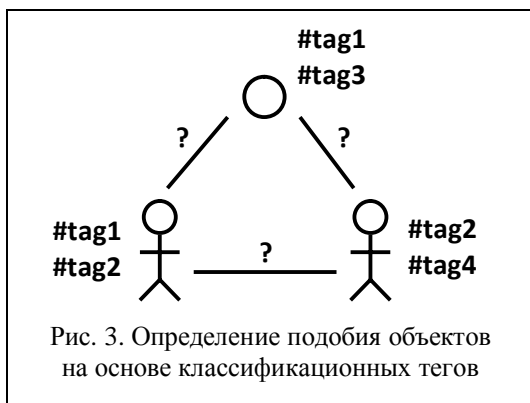 #tag1
#tag3
?
?
#tag1
#tag2
?
#tag2
#tag4
Рис. 3. Определение подобия объектов
на основе классификационных тегов